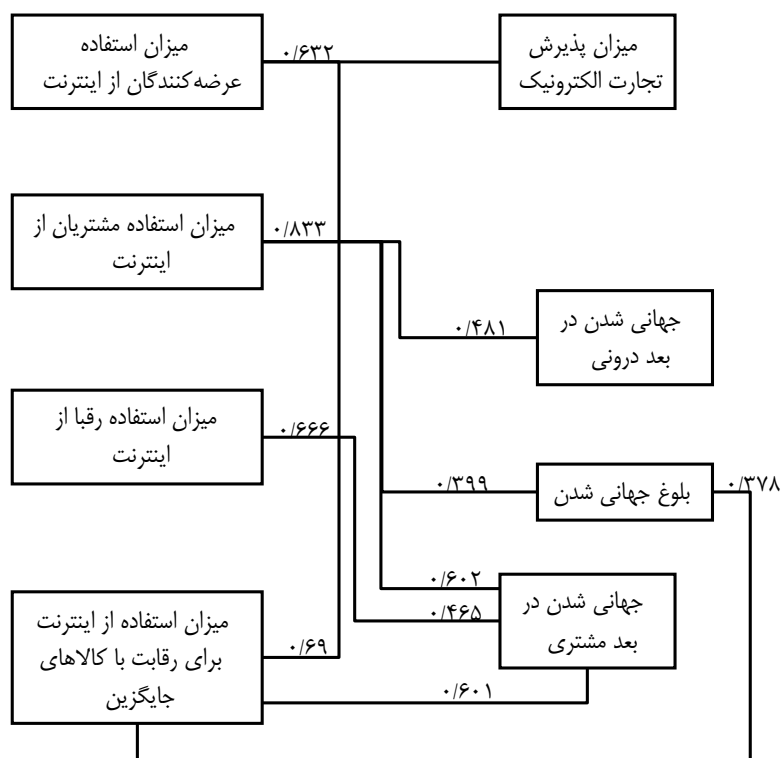 میزان استفاده
عرضه‌کنندگان از اینترنت
۰/۶۳۲
میزان پذیرش
تجارت الکترونیک
میزان استفاده مشتریان از
اینترنت
۰/۸۳۳
جهانی شدن در
بعد درونی
۰/۴۸۱
میزان استفاده رقبا از
اینترنت
۰/۶۶۶
بلوغ جهانی شدن
۰/۳۹۹
۰/۳۷۸
جهانی شدن در
بعد مشتری
۰/۶۰۲
۰/۴۶۵
میزان استفاده از اینترنت
برای رقابت با کالاهای
جایگزین
۰/۶۹
۰/۶۰۱